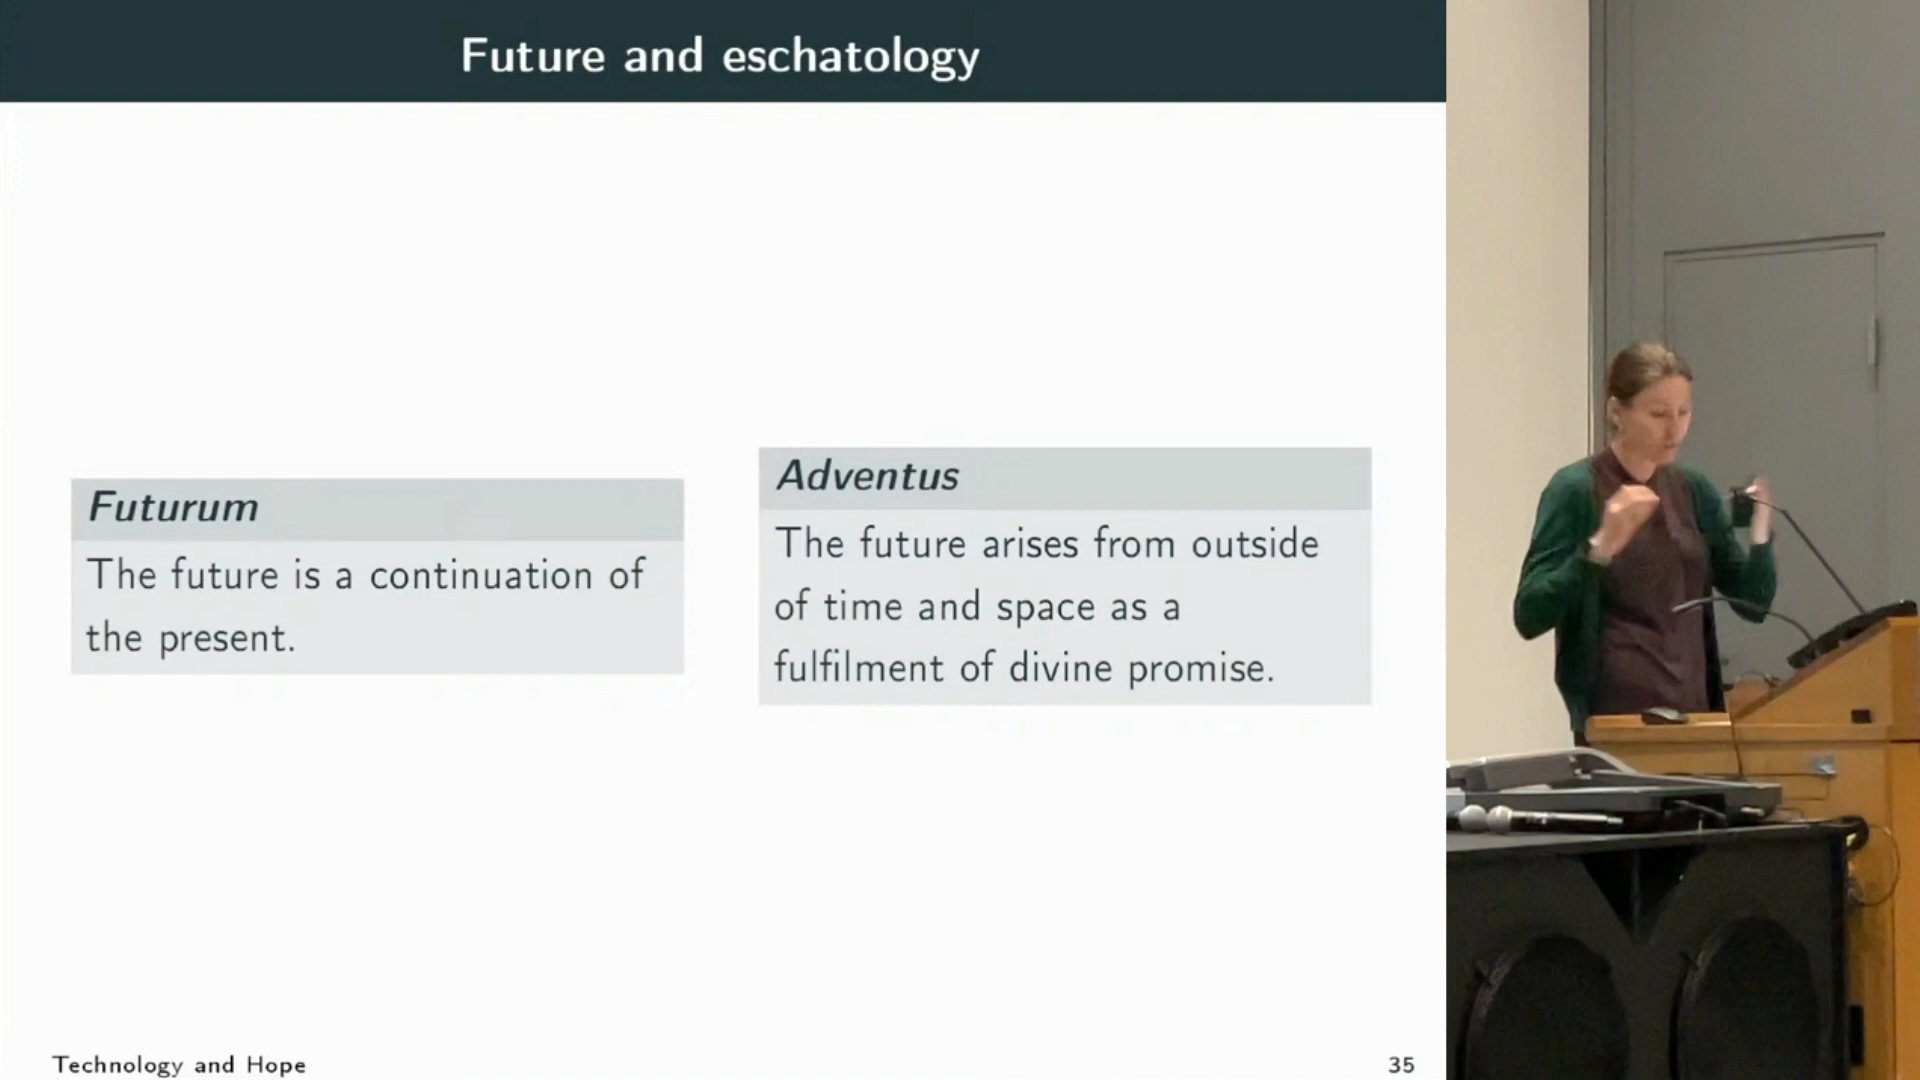 Future and eschatology
Futurum
The future is a continuation of
the present.
Adventus
The future arises from outside
of time and space as a
fulfilment of divine promise.
Technology and Hope
35